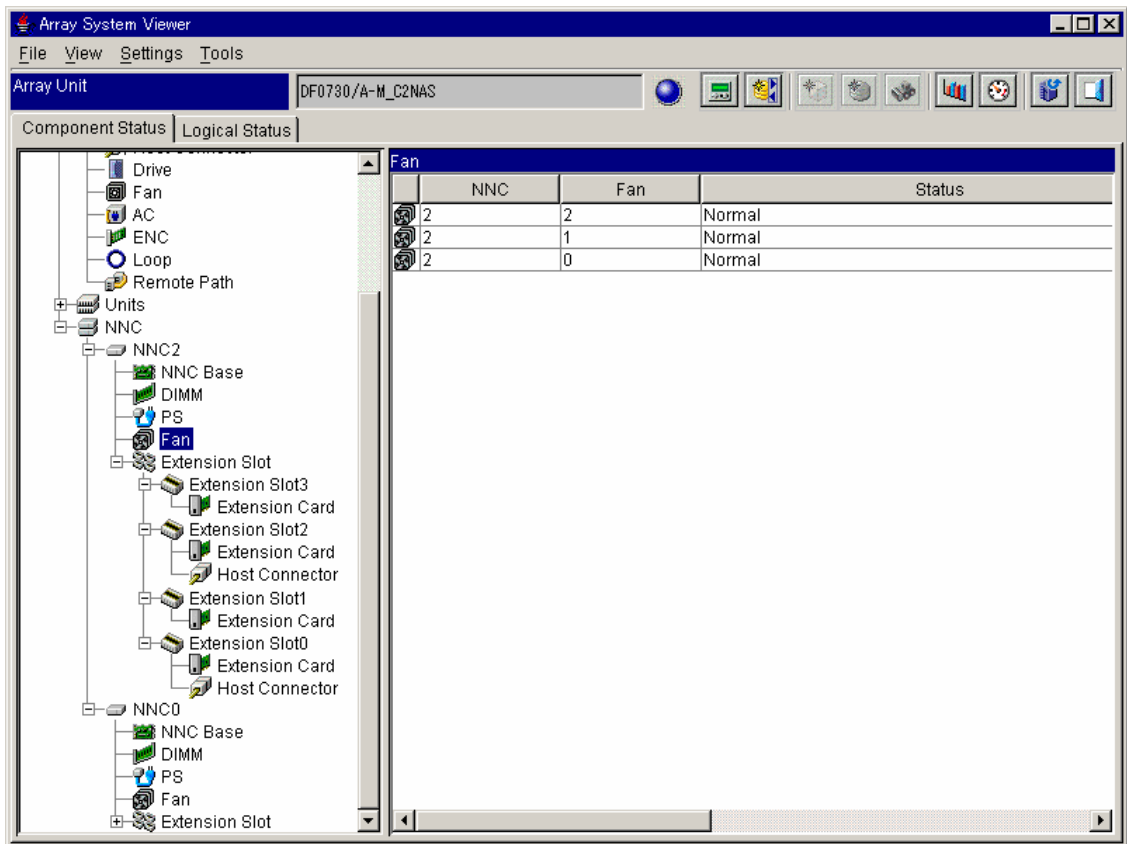 Array System Viewer
File View Settings Tools
Array Unit DF0730/A-M_C2NAS
Component Status Logical Status
Drive
Fan
AC
ENC
Loop
Remote Path
Units
NNC
NNC2
NNC Base
DIMM
PS
Fan
Extension Slot
Extension Slot3
Extension Card
Extension Slot2
Extension Card
Host Connector
Extension Slot1
Extension Card
Extension Slot0
Extension Card
Host Connector
NNC0
NNC Base
DIMM
PS
Fan
Extension Slot
Fan
NNC Fan Status
2 2 Normal
2 1 Normal
2 0 Normal